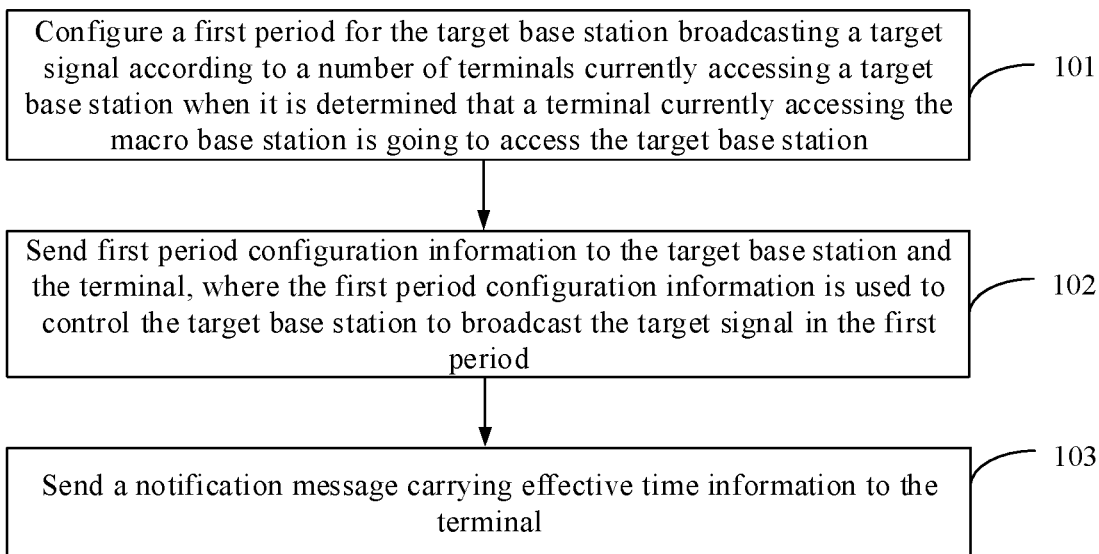 Configure a first period for the target base station broadcasting a target
signal according to a number of terminals currently accessing a target
base station when it is determined that a terminal currently accessing the
macro base station is going to access the target base station
101
Send first period configuration information to the target base station and
the terminal, where the first period configuration information is used to
control the target base station to broadcast the target signal in the first
period
102
Send a notification message carrying effective time information to the
terminal
103